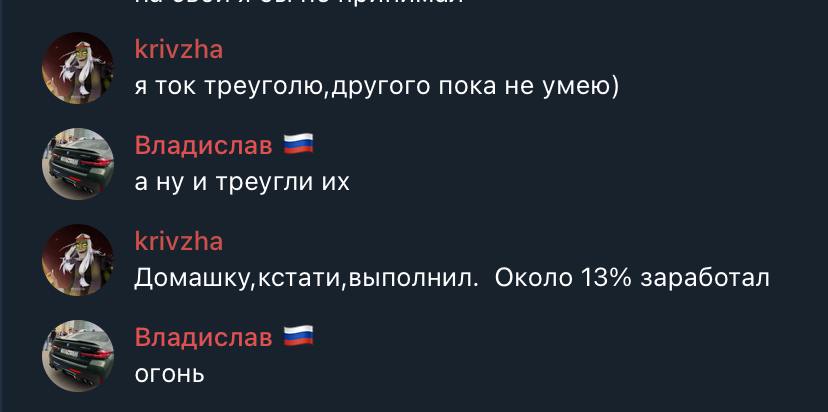 krivzha
я ток треуголю,другого пока не умею)
Владислав 🇷🇺
а ну и треугли их
krivzha
Домашку,кстати,выполнил. Около 13% заработал
Владислав 🇷🇺
огонь